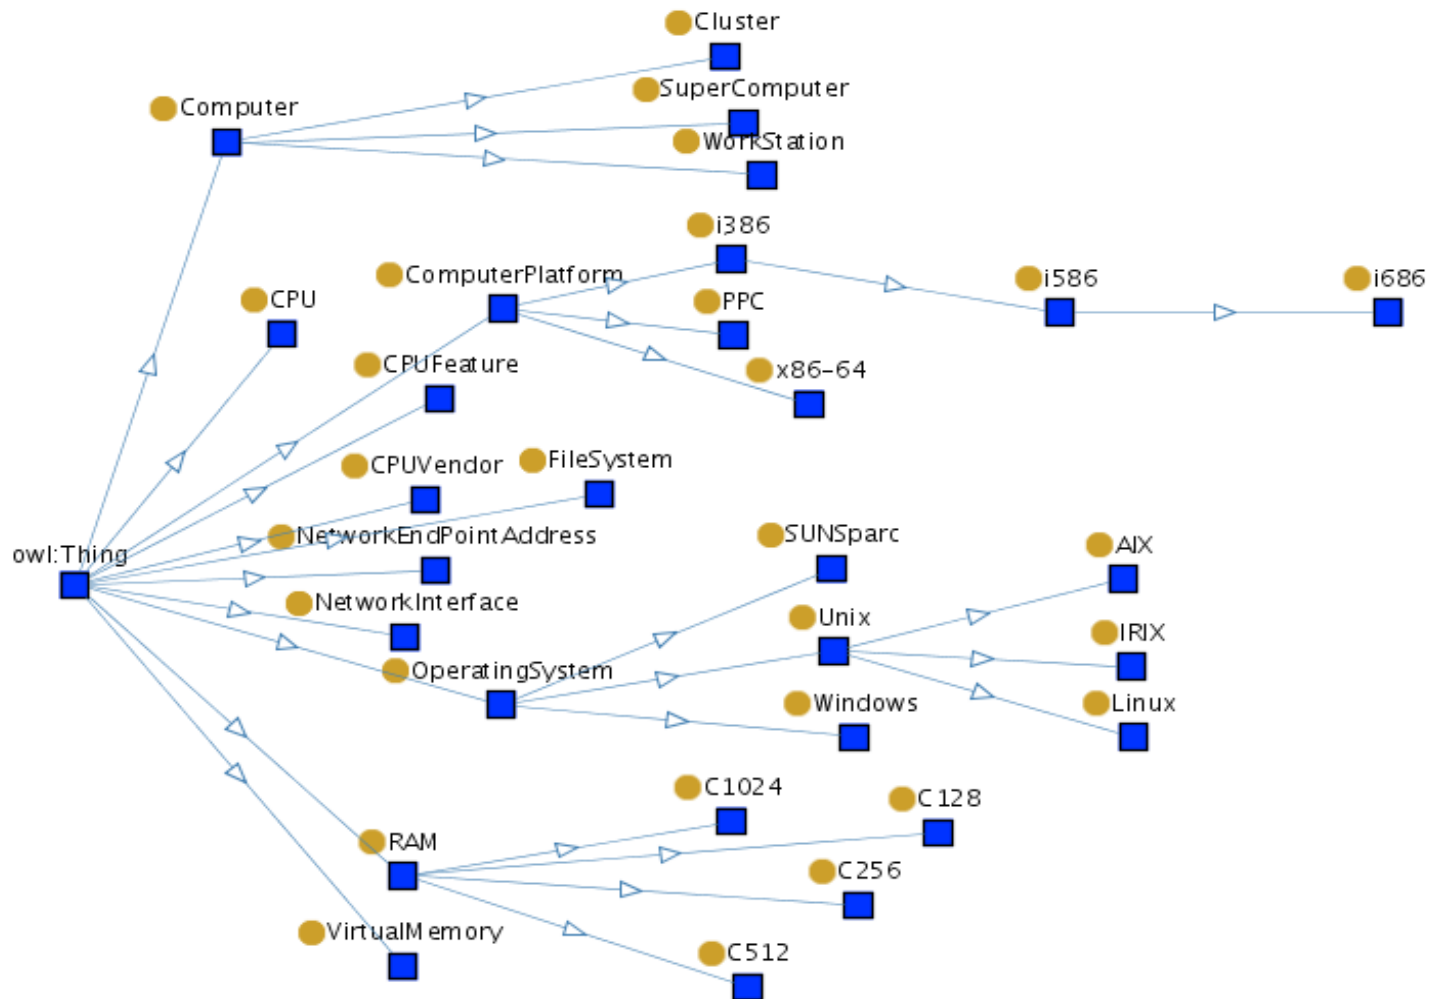 Cluster
SuperComputer
Computer
WorkStation
i386
ComputerPlatform
i586
i686
CPU
PPC
CPUFeature
x86-64
CPUVendor
FileSystem
NetworkEndPointAddress
SUNSparc
AIX
owl:Thing
NetworkInterface
Unix
IRIX
OperatingSystem
Windows
Linux
C1024
C128
RAM
C256
VirtualMemory
C512